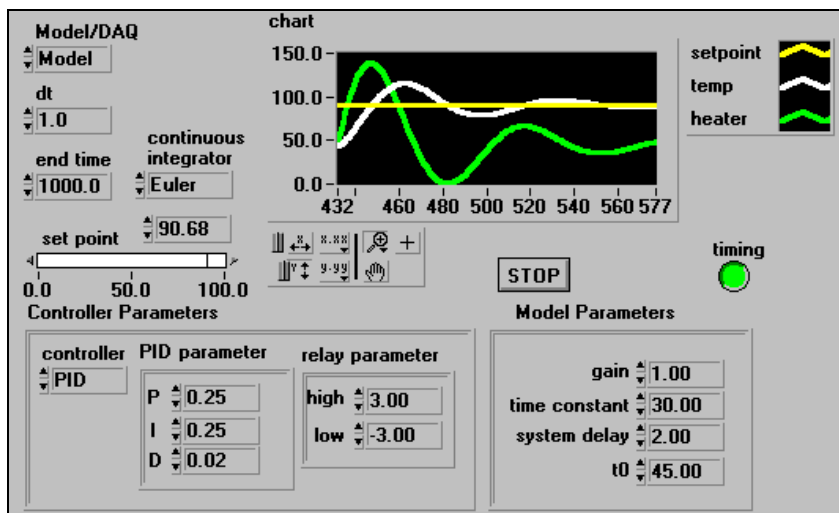 Model/DAQ
Model
dt
1.0
end time
1000.0
continuous
integrator
Euler
set point
90.68
0.0 50.0 100.0
chart
150.0
100.0
50.0
0.0
432 460 480 500 520 540 560 577
setpoint
temp
heater
X.XX
Y.YY
STOP
timing
Controller Parameters
controller
PID
PID parameter
P 0.25
I 0.25
D 0.02
relay parameter
high 3.00
low -3.00
Model Parameters
gain 1.00
time constant 30.00
system delay 2.00
t0 45.00